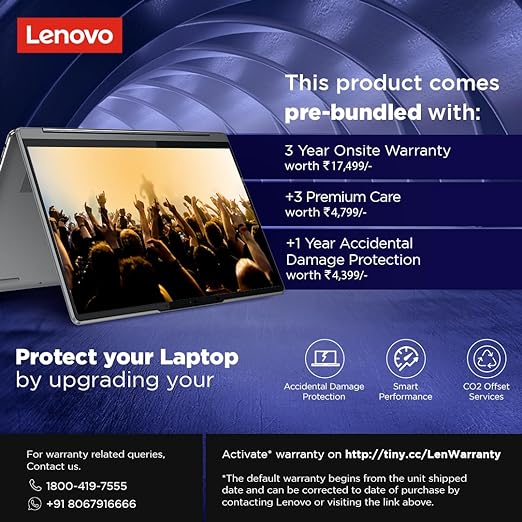 Lenovo
This product comes
pre-bundled with:
3 Year Onsite Warranty
worth ₹17,499/-
+3 Premium Care
worth ₹4,799/-
+1 Year Accidental
Damage Protection
worth ₹4,399/-
Protect your Laptop
by upgrading your
Accidental Damage
Protection
Smart
Performance
CO2 Offset
Services
For warranty related queries,
Contact us.
1800-419-7555
+91 8067916666
Activate* warranty on http://tiny.cc/LenWarranty
*The default warranty begins from the unit shipped
date and can be corrected to date of purchase by
contacting Lenovo or visiting the link above.